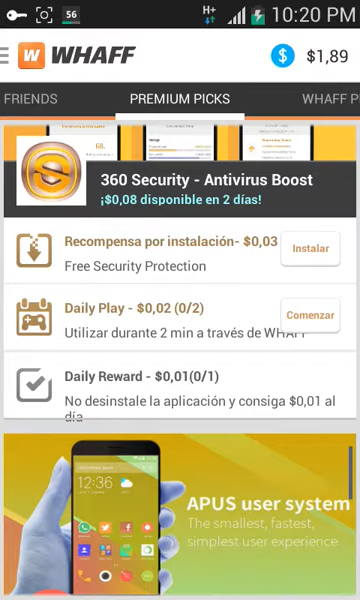 56
H+
10:20 PM
W WHAFF
$ $1,89
FRIENDS
PREMIUM PICKS
WHAFF P
360 Security - Antivirus Boost
¡$0,08 disponible en 2 días!
Recompensa por instalación- $0,03
Instalar
Free Security Protection
Daily Play - $0,02 (0/2)
Comenzar
Utilizar durante 2 min a través de WHAFF
Daily Reward - $0,01(0/1)
No desinstale la aplicación y consiga $0,01 al
día
12:36
APUS user system
The smallest, fastest,
simplest user experience